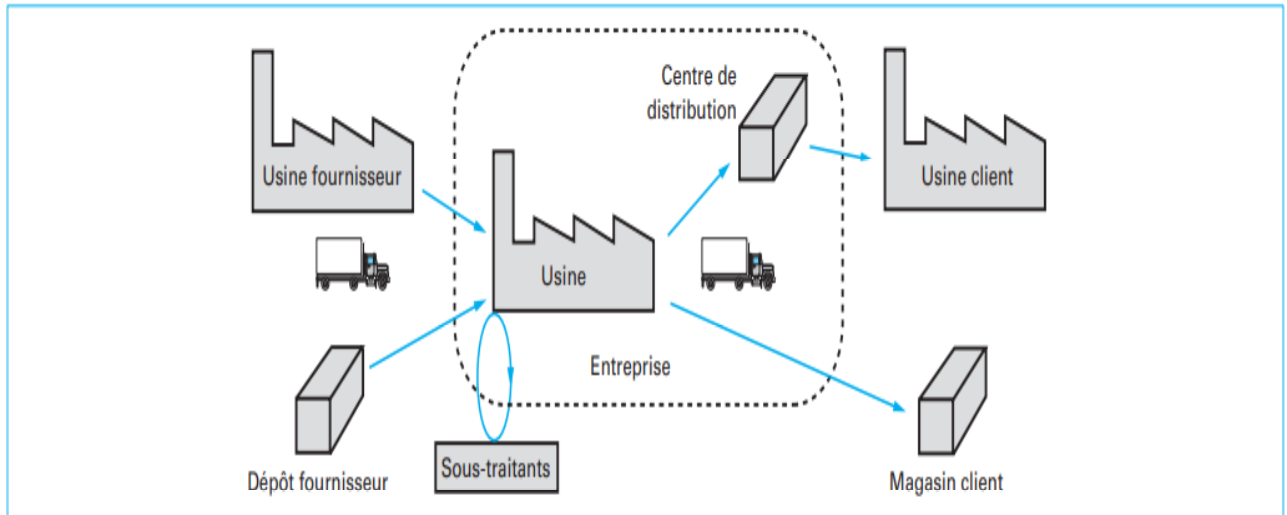 Centre de
distribution
Usine fournisseur
Usine client
Usine
Entreprise
Sous-traitants
Dépôt fournisseur
Magasin client